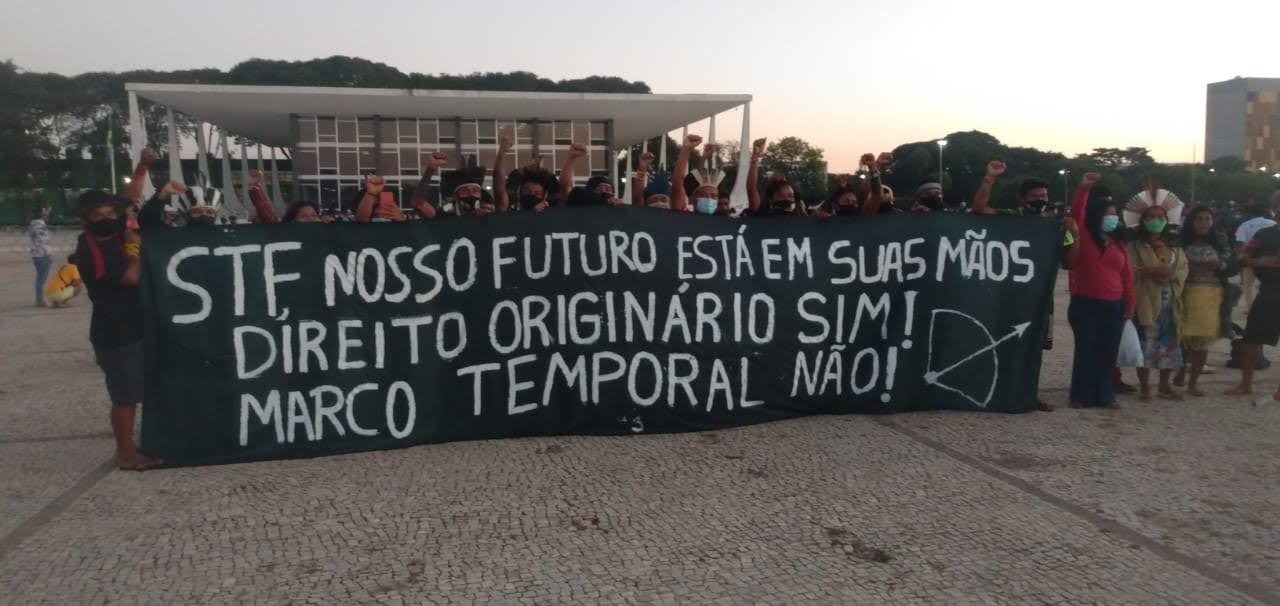 STF, NOSSO FUTURO ESTÁ EM SUAS MÃOS
DIREITO ORIGINÁRIO SIM!
MARCO TEMPORAL NÃO!